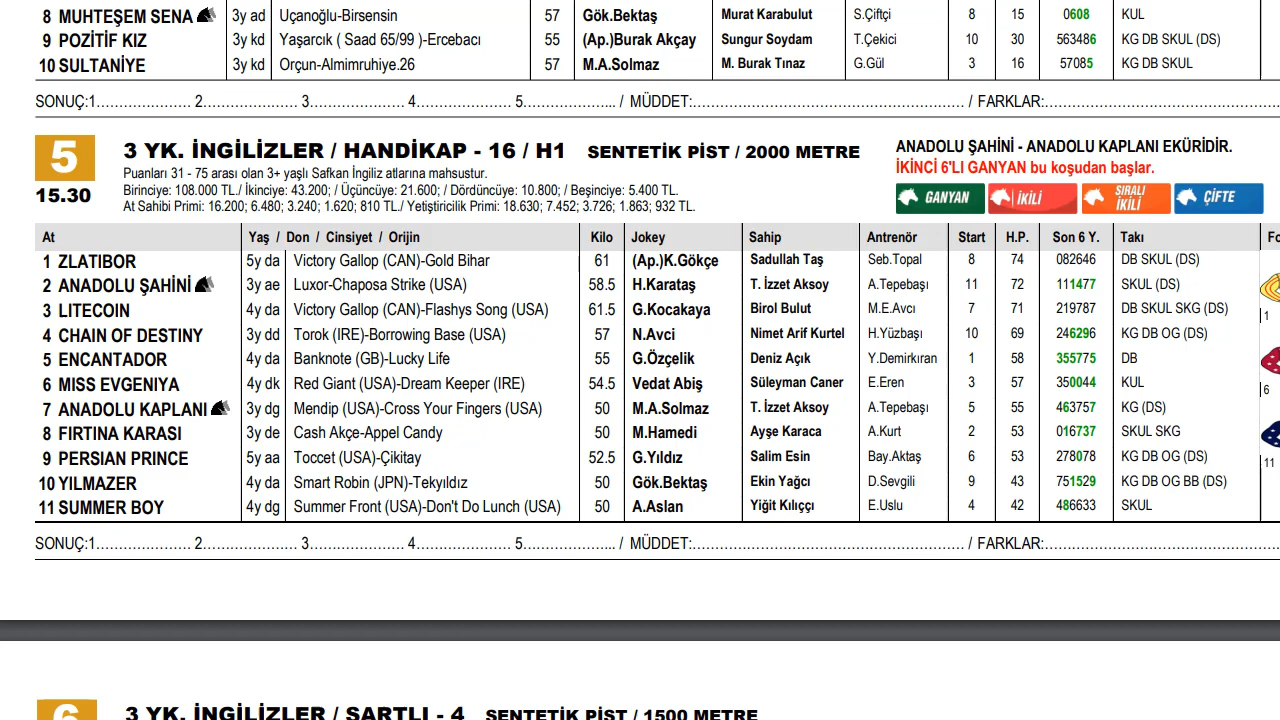 8 MUHTEŞEM SENA 3y ad Uçanoğlu-Birsensin 57 Gök.Bektaş Murat Karabulut S.Çiftçi 8 15 0608 KUL
9 POZİTİF KIZ 3y kd Yaşarcık ( Saad 65/99 )-Ercebacı 55 (Ap.)Burak Akçay Sungur Soydam T.Çekici 10 30 563486 KG DB SKUL (DS)
10 SULTANİYE 3y kd Orçun-Almimruhiye.26 57 M.A.Solmaz M. Burak Tınaz G.Gül 3 16 57085 KG DB SKUL
SONUÇ:1..................... 2..................... 3..................... 4..................... 5..................... / MÜDDET:............................................................ / FARKLAR:....................................................
5 3 YK. İNGİLİZLER / HANDİKAP - 16 / H1 SENTETİK PİST / 2000 METRE
15.30
Puanları 31 - 75 arası olan 3+ yaşlı Safkan İngiliz atlarına mahsustur.
Birinciye: 108.000 TL./ İkinciye: 43.200; / Üçüncüye: 21.600; / Dördüncüye: 10.800; / Beşinciye: 5.400 TL.
At Sahibi Primi: 16.200; 6.480; 3.240; 1.620; 810 TL./ Yetiştiricilik Primi: 18.630; 7.452; 3.726; 1.863; 932 TL.
ANADOLU ŞAHİNİ - ANADOLU KAPLANI EKÜRİDİR.
İKİNCİ 6'LI GANYAN bu koşudan başlar.
GANYAN İKİLİ SIRALI İKİLİ ÇİFTE
At Yaş / Don / Cinsiyet / Orijin Kilo Jokey Sahip Antrenör Start H.P. Son 6 Y. Takı Fo
1 ZLATIBOR 5y da Victory Gallop (CAN)-Gold Bihar 61 (Ap.)K.Gökçe Sadullah Taş Seb.Topal 8 74 082646 DB SKUL (DS)
2 ANADOLU ŞAHİNİ 3y ae Luxor-Chaposa Strike (USA) 58.5 H.Karataş T. İzzet Aksoy A.Tepebaşı 11 72 111477 SKUL (DS)
3 LITECOIN 4y da Victory Gallop (CAN)-Flashys Song (USA) 61.5 G.Kocakaya Birol Bulut M.E.Avcı 7 71 219787 DB SKUL SKG (DS)
1
4 CHAIN OF DESTINY 3y dd Torok (IRE)-Borrowing Base (USA) 57 N.Avci Nimet Arif Kurtel H.Yüzbaşı 10 69 246296 KG DB OG (DS)
5 ENCANTADOR 4y da Banknote (GB)-Lucky Life 55 G.Özçelik Deniz Açık Y.Demirkıran 1 58 355775 DB
6 MISS EVGENIYA 4y dk Red Giant (USA)-Dream Keeper (IRE) 54.5 Vedat Abiş Süleyman Caner E.Eren 3 57 350044 KUL
6
7 ANADOLU KAPLANI 3y dg Mendip (USA)-Cross Your Fingers (USA) 50 M.A.Solmaz T. İzzet Aksoy A.Tepebaşı 5 55 463757 KG (DS)
8 FIRTINA KARASI 3y de Cash Akçe-Appel Candy 50 M.Hamedi Ayşe Karaca A.Kurt 2 53 016737 SKUL SKG
9 PERSIAN PRINCE 5y aa Toccet (USA)-Çikitay 52.5 G.Yıldız Salim Esin Bay.Aktaş 6 53 278078 KG DB OG (DS)
11
10 YILMAZER 4y da Smart Robin (JPN)-Tekyıldız 50 Gök.Bektaş Ekin Yağcı D.Sevgili 9 43 751529 KG DB OG BB (DS)
11 SUMMER BOY 4y dg Summer Front (USA)-Don't Do Lunch (USA) 50 A.Aslan Yiğit Kılıççı E.Uslu 4 42 486633 SKUL
SONUÇ:1..................... 2..................... 3..................... 4..................... 5..................... / MÜDDET:............................................................ / FARKLAR:....................................................
6 3 YK. İNGİLİZLER / ŞARTLI - 4 SENTETİK PİST / 1500 METRE